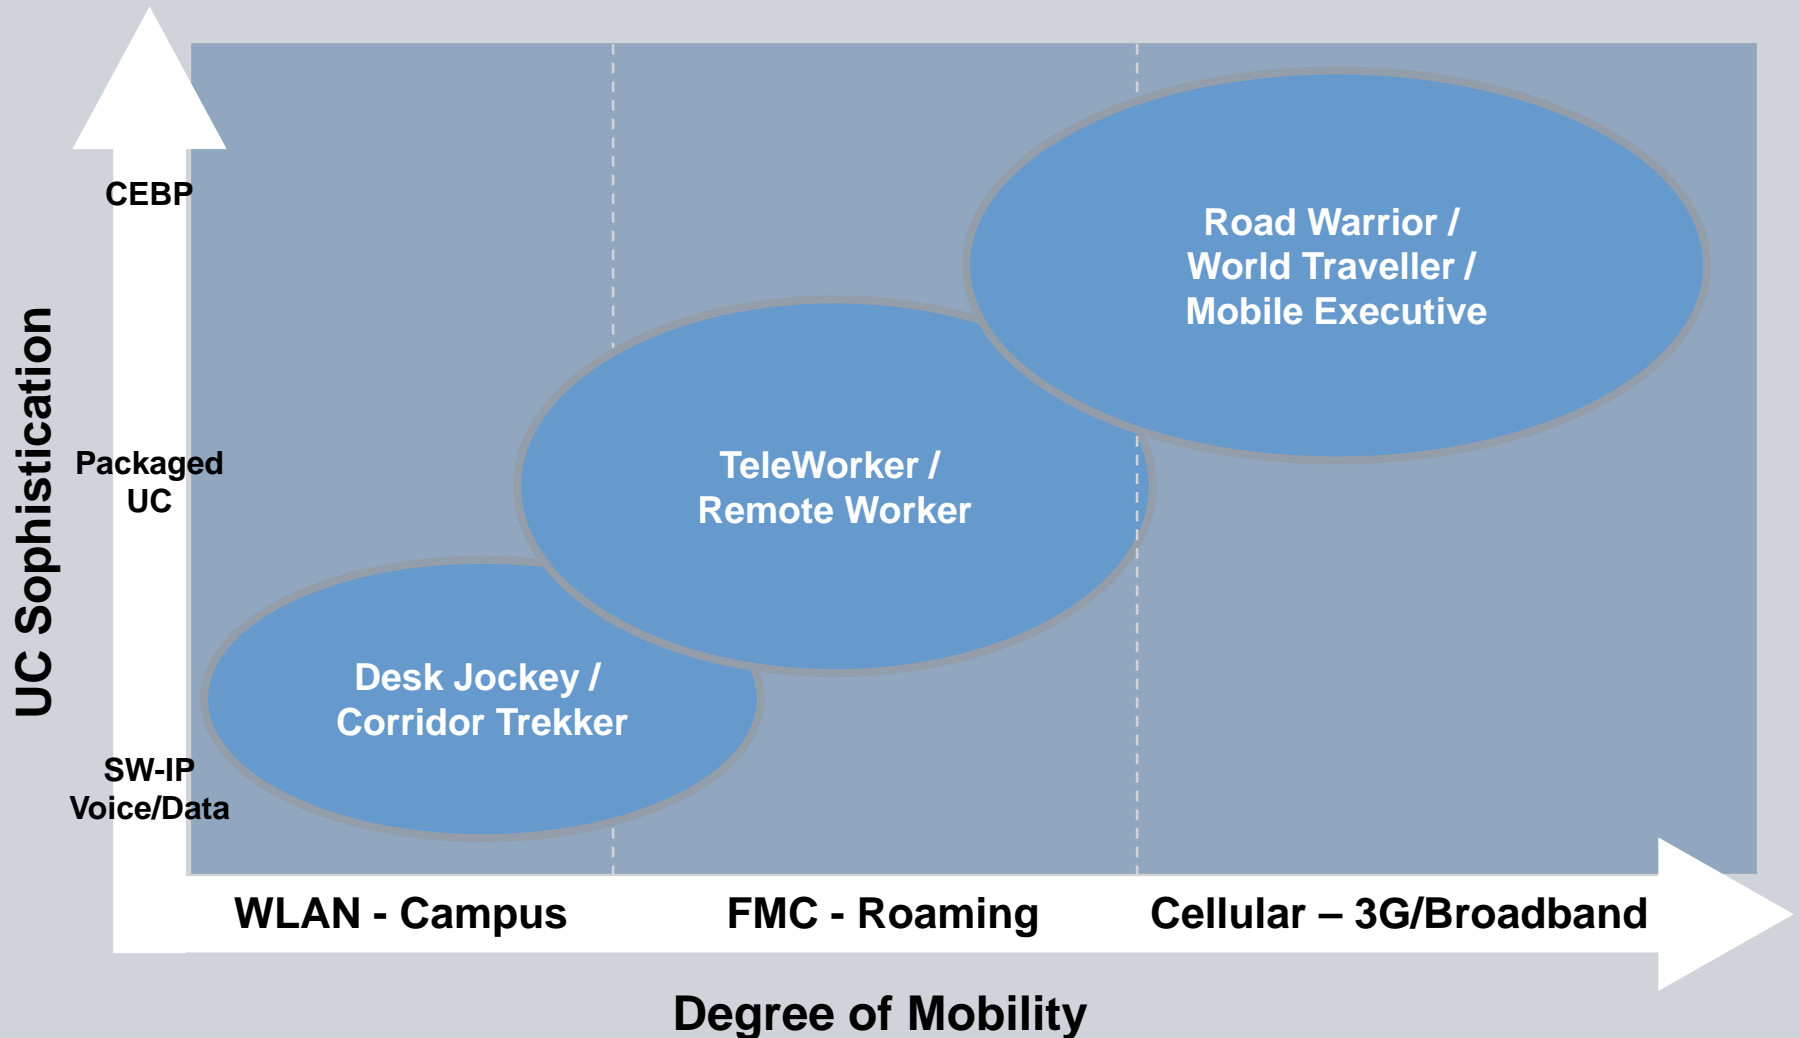 CEBP
Road Warrior /
World Traveller /
Mobile Executive
UC Sophistication
Packaged
UC
TeleWorker /
Remote Worker
Desk Jockey /
Corridor Trekker
SW-IP
Voice/Data
WLAN - Campus
FMC - Roaming
Cellular – 3G/Broadband
Degree of Mobility